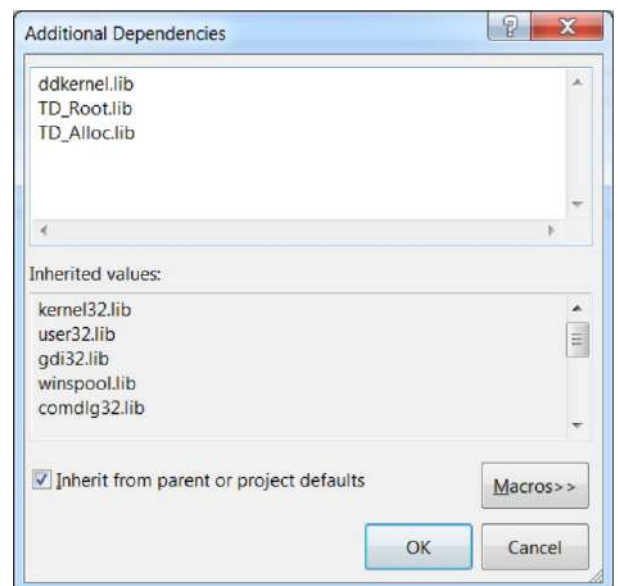 Additional Dependencies
ddkernel.lib
TD_Root.lib
TD_Alloc.lib
Inherited values:
kernel32.lib
user32.lib
gdi32.lib
winspool.lib
comdlg32.lib
Inherit from parent or project defaults
Macros>>
OK
Cancel